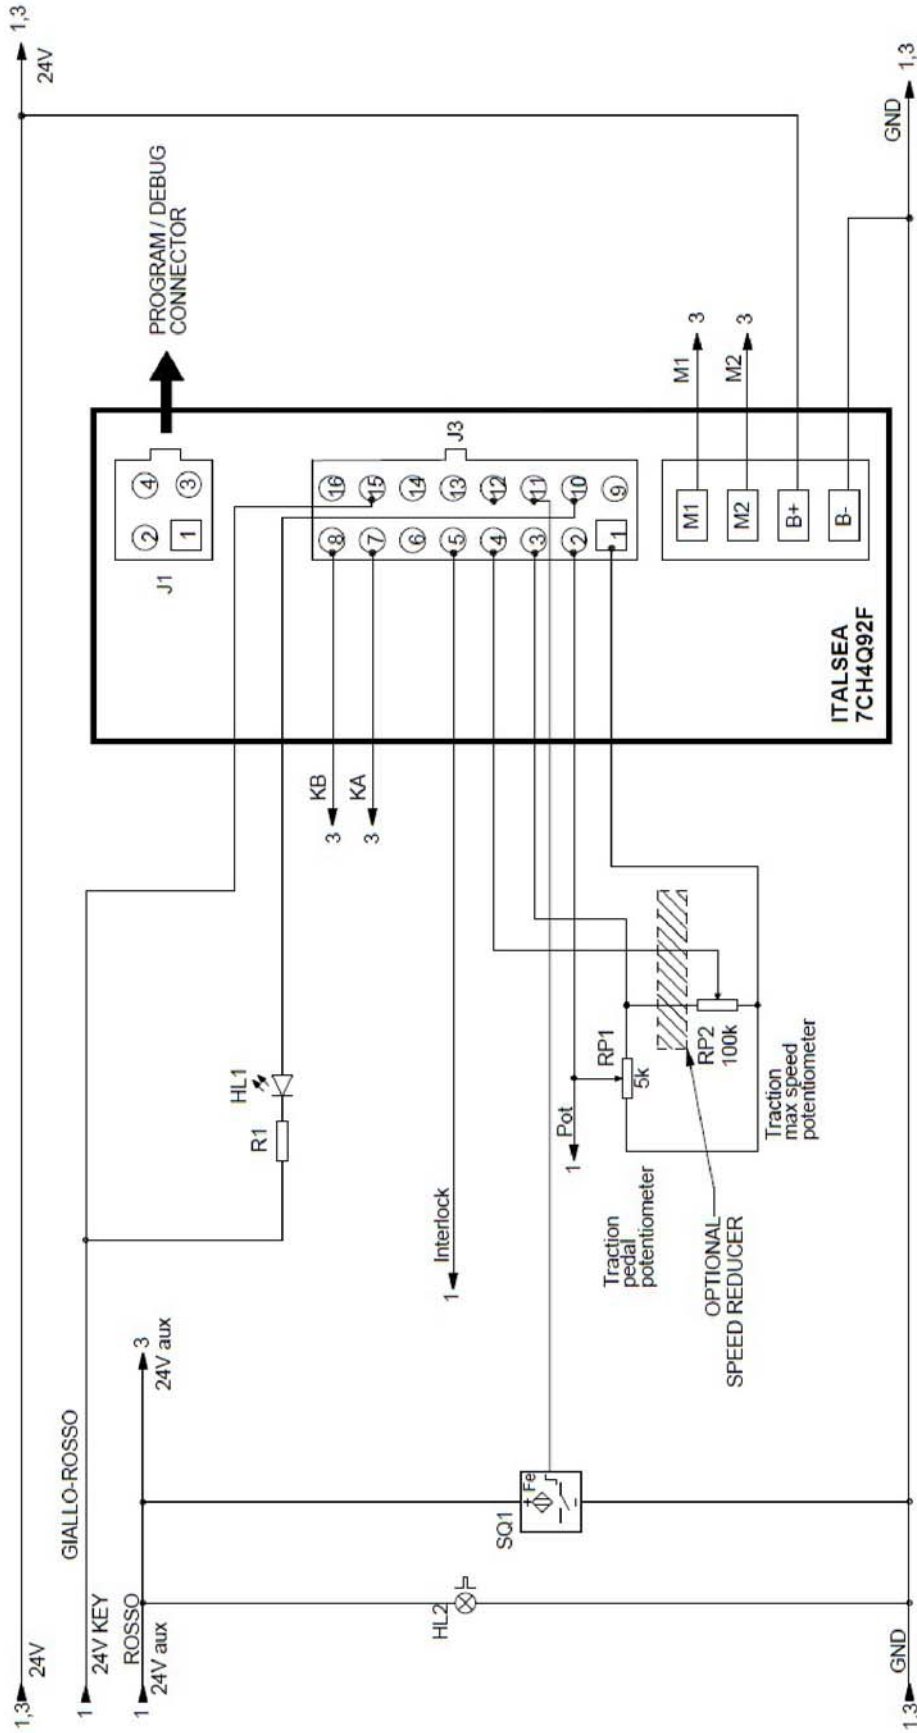 1,3
24V
1,3
24V
1
24V KEY
GIALLO-ROSSO
1
ROSSO
24V aux
3
24V aux
R1
HL1
PROGRAM / DEBUG
CONNECTOR
J1
2
4
1
3
J3
8
16
7
15
6
14
5
13
4
12
3
11
2
10
1
9
KB
3
KA
3
1
Interlock
1
Pot
RP1
5k
RP2
100k
Traction
pedal
potentiometer
Traction
max speed
potentiometer
OPTIONAL
SPEED REDUCER
SQ1
+
Fe
-
HL2
M1
M2
B+
B-
M1
3
M2
3
ITALSEA
7CH4Q92F
1,3
GND
GND
1,3